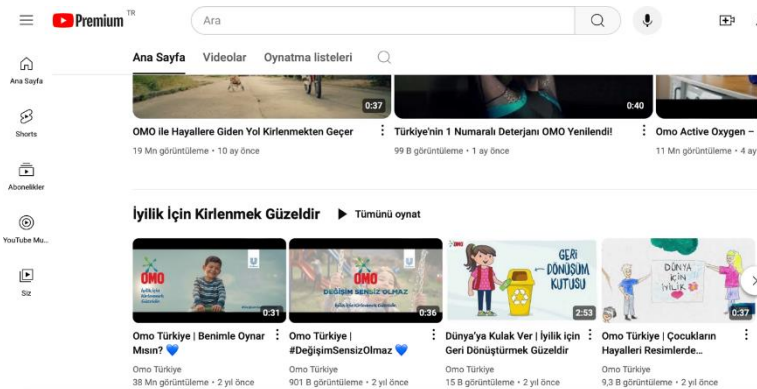 Premium TR
Ara
Ana Sayfa Videolar Oynatma listeleri
Ana Sayfa
Shorts
Abonelikler
YouTube Mu...
Siz
0:37
0:40
OMO ile Hayallere Giden Yol Kirlenmekten Geçer
19 Mn görüntüleme • 10 ay önce
Türkiye'nin 1 Numaralı Deterjanı OMO Yenilendi!
99 B görüntüleme • 1 ay önce
Omo Active Oxygen –
11 Mn görüntüleme • 4 ay
İyilik İçin Kirlenmek Güzeldir Tümünü oynat
OMO
0:31
OMO
DEĞİŞİM SENSİZ OLMAZ
0:36
OMO
GERİ
DÖNÜŞÜM
KUTUSU
2:53
DÜNYA
İÇİN
İYİLİK
0:37
Omo Türkiye | Benimle Oynar
Mısın? 💙
Omo Türkiye
38 Mn görüntüleme • 2 yıl önce
Omo Türkiye |
#DeğişimSensizOlmaz 💙
Omo Türkiye
901 B görüntüleme • 2 yıl önce
Dünya'ya Kulak Ver | İyilik için
Geri Dönüştürmek Güzeldir
Omo Türkiye
15 B görüntüleme • 2 yıl önce
Omo Türkiye | Çocukların
Hayalleri Resimlerde...
Omo Türkiye
9,3 B görüntüleme • 2 yıl önce